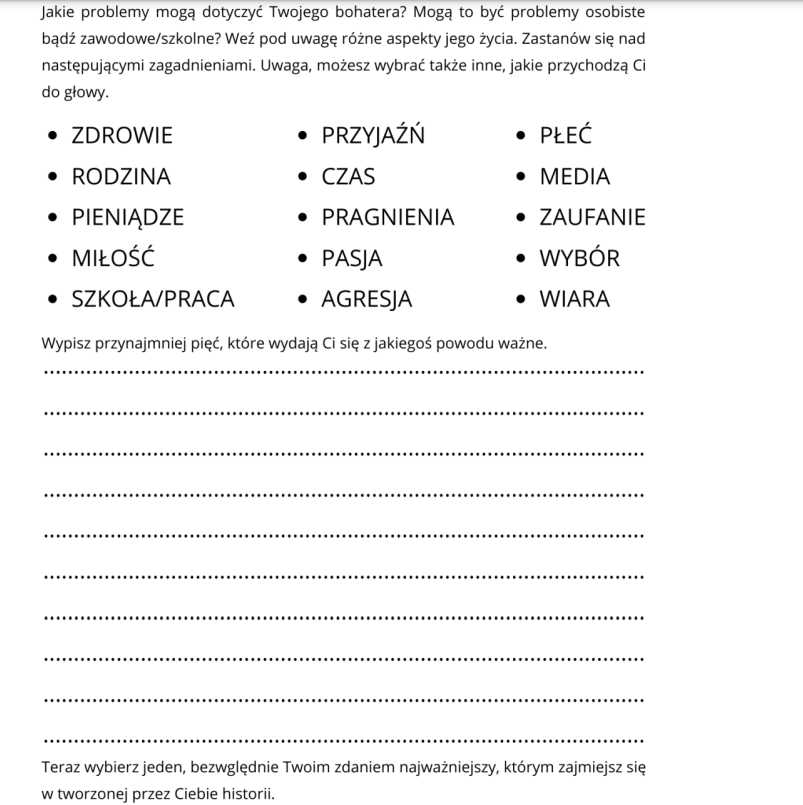 Jakie problemy mogą dotyczyć Twojego bohatera? Mogą to być problemy osobiste
bądź zawodowe/szkolne? Weź pod uwagę różne aspekty jego życia. Zastanów się nad
następującymi zagadnieniami. Uwaga, możesz wybrać także inne, jakie przychodzą Ci
do głowy.
• ZDROWIE
• RODZINA
• PIENIĄDZE
• MIŁOŚĆ
• SZKOŁA/PRACA
• PRZYJAŹŃ
• CZAS
• PRAGNIENIA
• PASJA
• AGRESJA
• PŁEĆ
• MEDIA
• ZAUFANIE
• WYBÓR
• WIARA
Wypisz przynajmniej pięć, które wydają Ci się z jakiegoś powodu ważne.
Teraz wybierz jeden, bezwględnie Twoim zdaniem najważniejszy, którym zajmiejsz się
w tworzonej przez Ciebie historii.